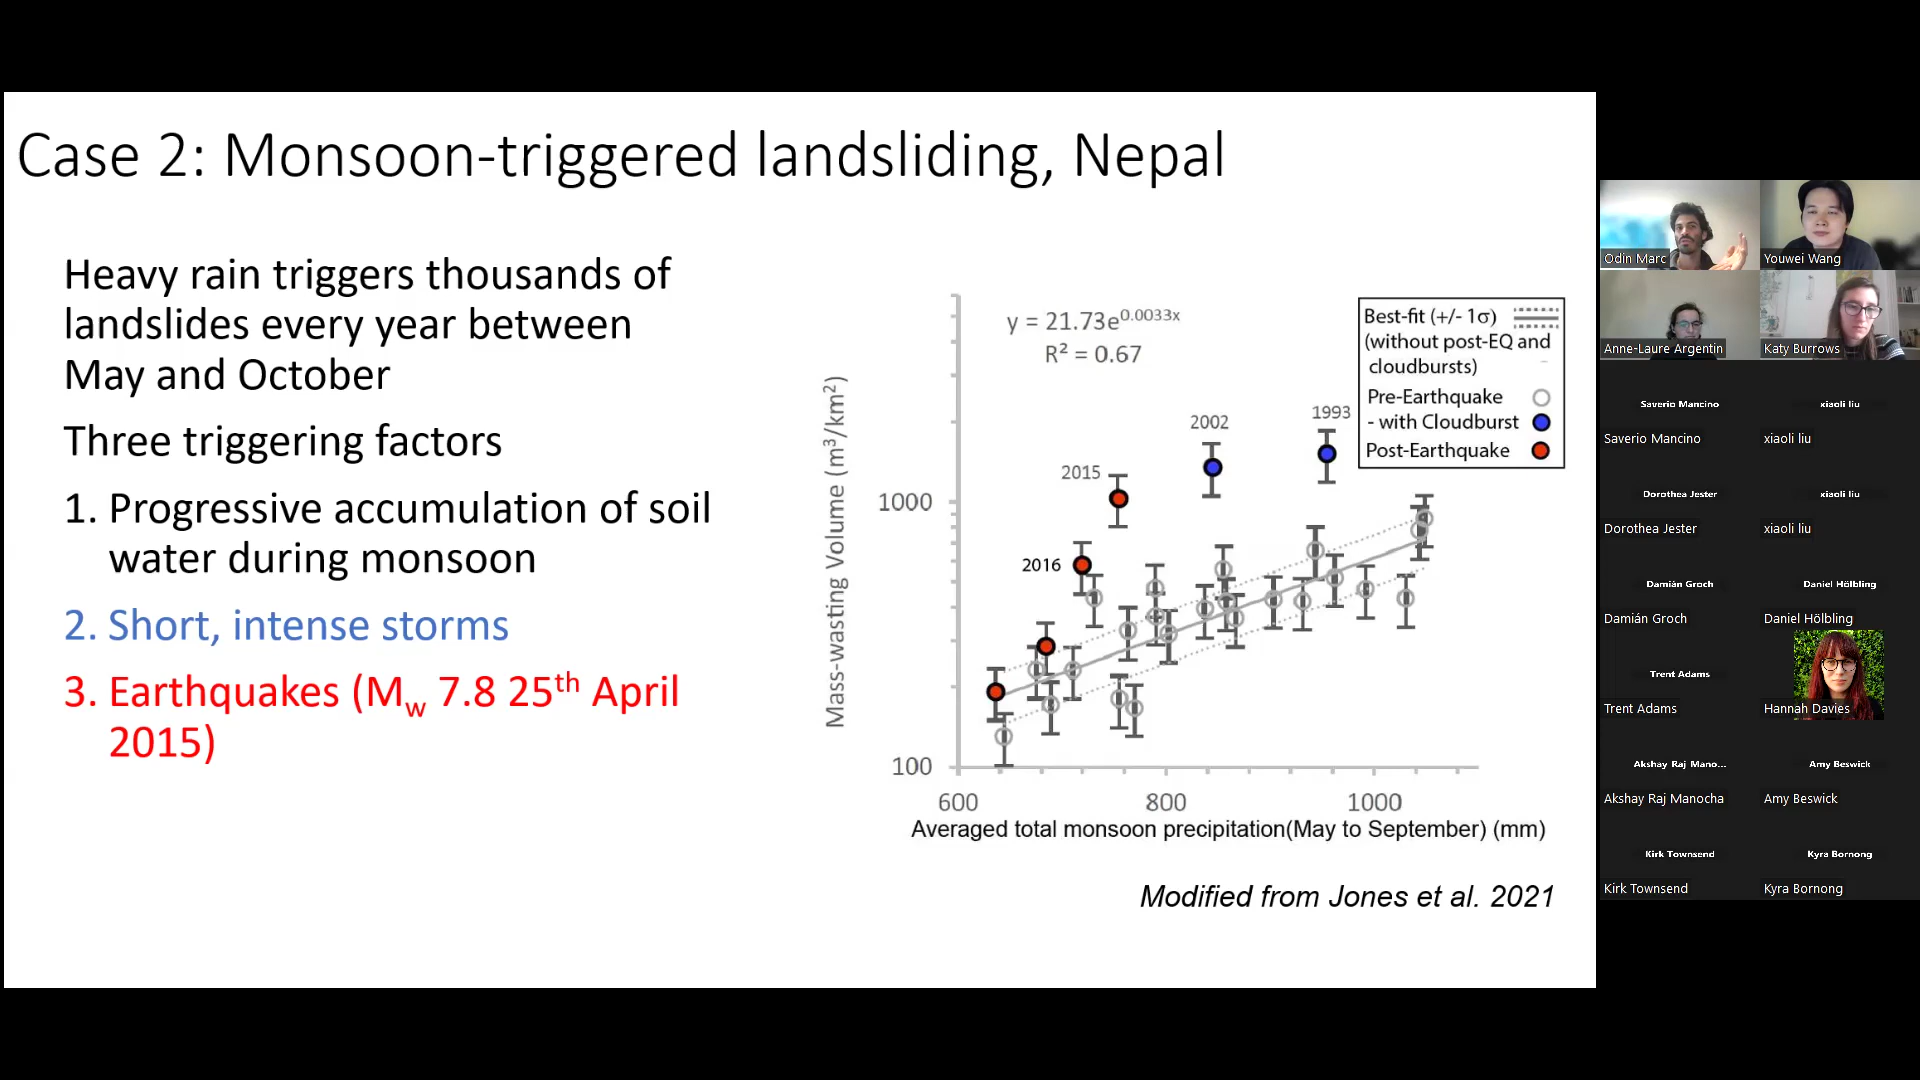 Case 2: Monsoon-triggered landsliding, Nepal
Heavy rain triggers thousands of
landslides every year between
May and October
Three triggering factors
1. Progressive accumulation of soil
water during monsoon
2. Short, intense storms
3. Earthquakes (Mw 7.8 25th April
2015)
y = 21.73e0.0033x
R² = 0.67
Best-fit (+/- 1σ)
(without post-EQ and
cloudbursts)
Pre-Earthquake
- with Cloudburst
Post-Earthquake
1993
2002
2015
2016
Mass-wasting Volume (m³/km²)
1000
100
600
800
1000
Averaged total monsoon precipitation(May to September) (mm)
Modified from Jones et al. 2021
Odin Marc
Youwei Wang
Anne-Laure Argentin
Katy Burrows
Saverio Mancino
xiaoli liu
Saverio Mancino
xiaoli liu
Dorothea Jester
xiaoli liu
Dorothea Jester
xiaoli liu
Damián Groch
Daniel Hölbling
Damián Groch
Daniel Hölbling
Trent Adams
Trent Adams
Hannah Davies
Akshay Raj Mano...
Amy Beswick
Akshay Raj Manocha
Amy Beswick
Kirk Townsend
Kyra Bornong
Kirk Townsend
Kyra Bornong